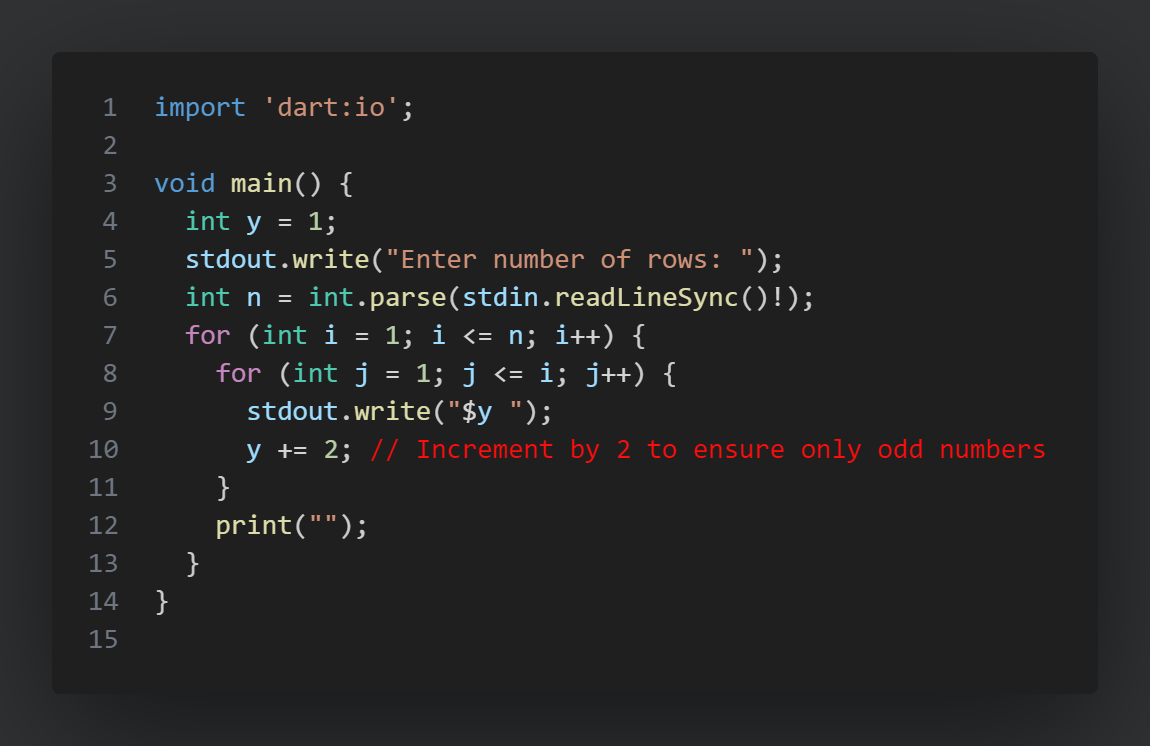 1 import 'dart:io';
2
3 void main() {
4   int y = 1;
5   stdout.write("Enter number of rows: ");
6   int n = int.parse(stdin.readLineSync()!);
7   for (int i = 1; i <= n; i++) {
8     for (int j = 1; j <= i; j++) {
9       stdout.write("$y ");
10       y += 2; // Increment by 2 to ensure only odd numbers
11     }
12     print("");
13   }
14 }
15